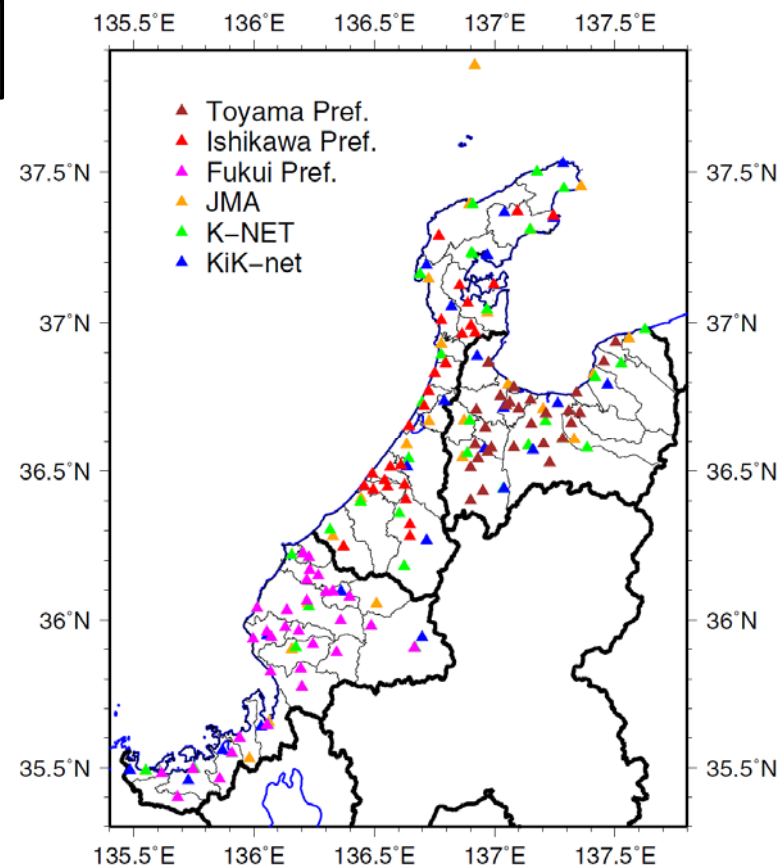 135.5˚E 136˚E 136.5˚E 137˚E 137.5˚E
Toyama Pref.
Ishikawa Pref.
37.5˚N Fukui Pref. 37.5˚N
JMA
K−NET
KiK−net
37˚N 37˚N
36.5˚N 36.5˚N
36˚N 36˚N
35.5˚N 35.5˚N
135.5˚E 136˚E 136.5˚E 137˚E 137.5˚E